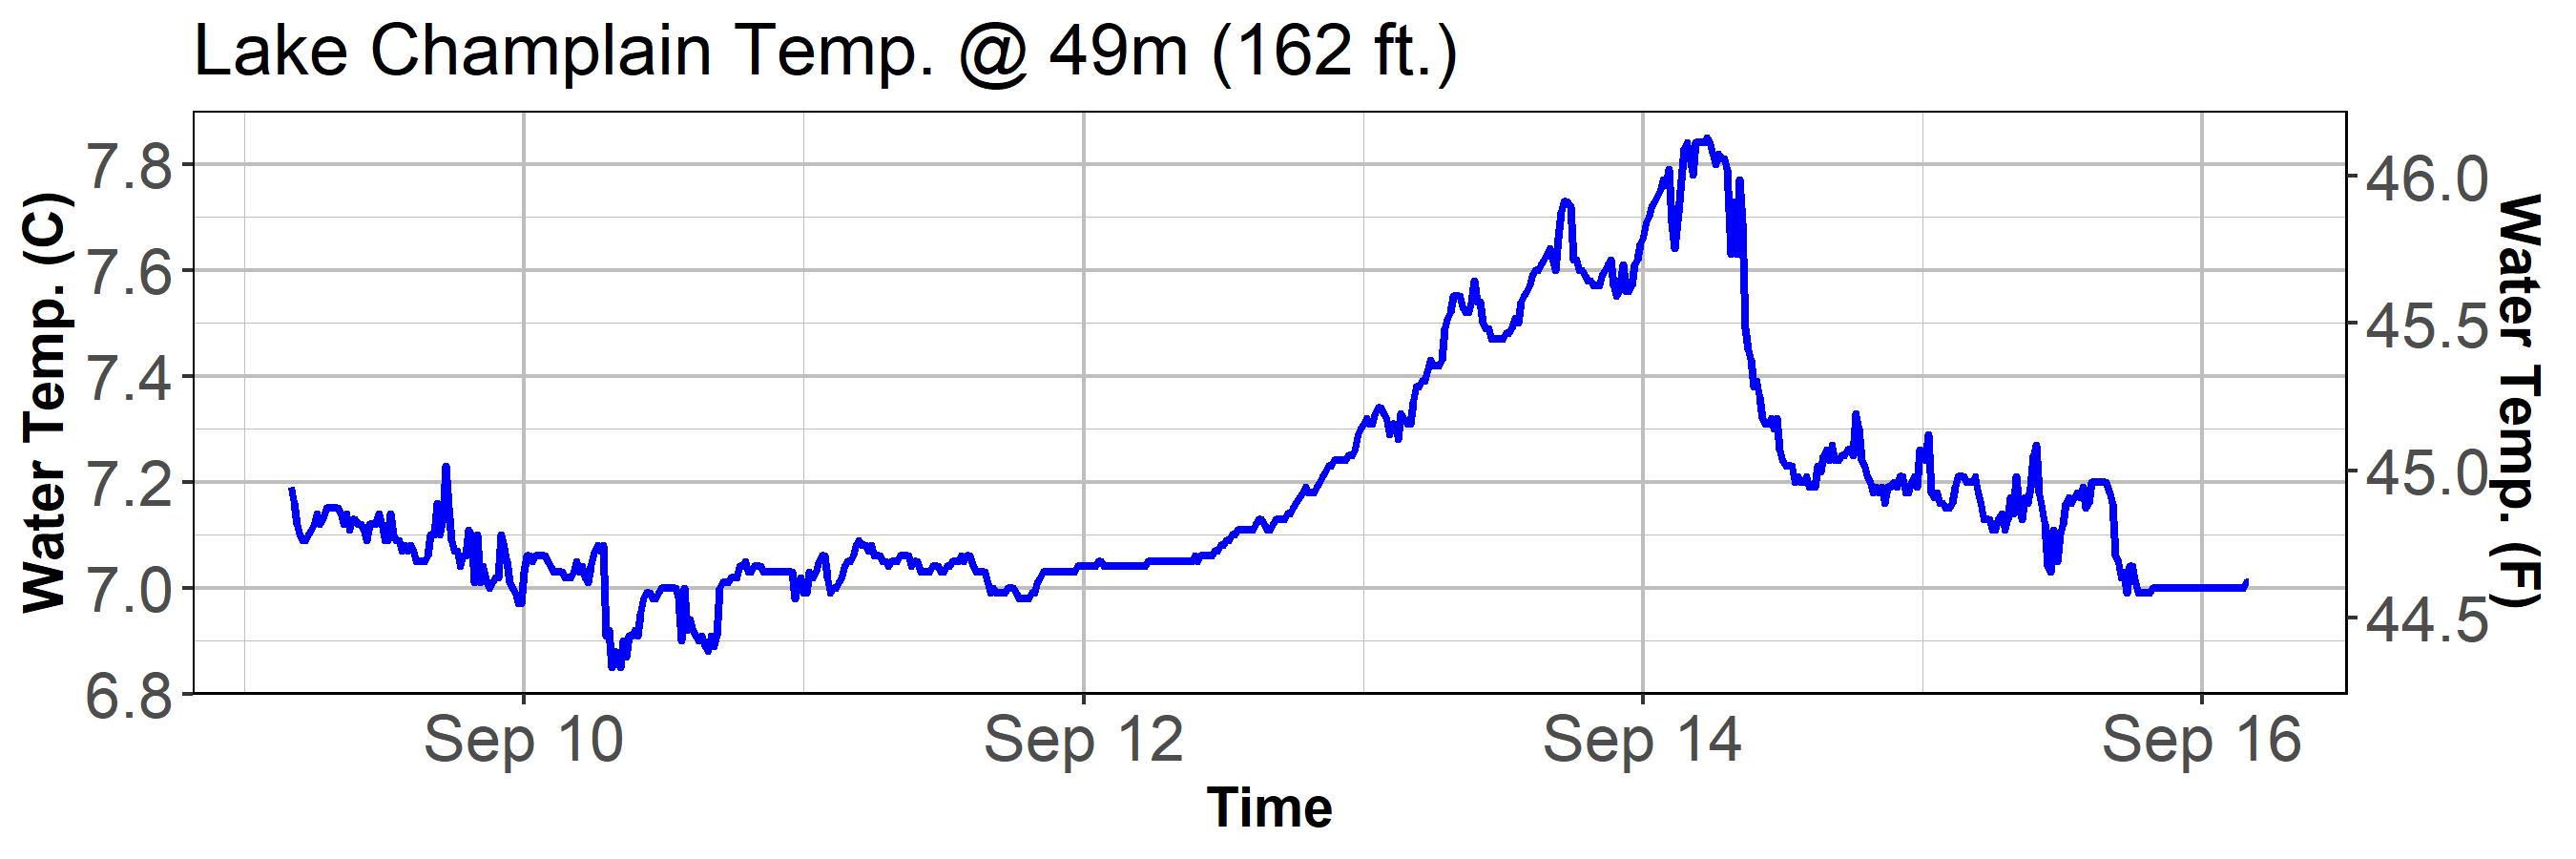 Lake Champlain Temp. @ 49m (162 ft.)
Water Temp. (C)
7.8
7.6
7.4
7.2
7.0
6.8
46.0
45.5
45.0
44.5
Water Temp. (F)
Sep 10 Sep 12 Sep 14 Sep 16
Time